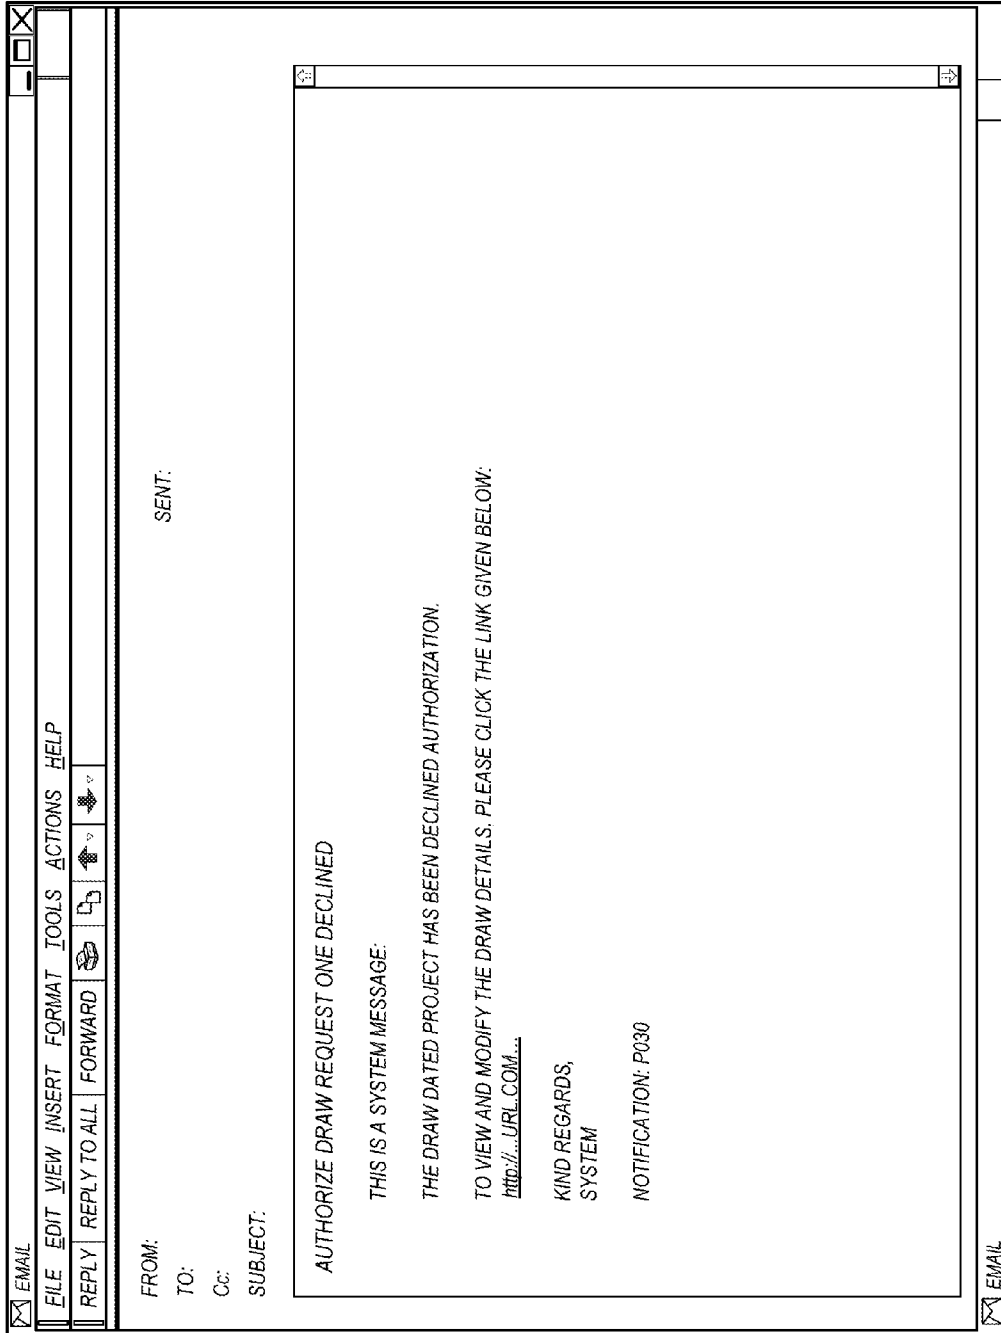 EMAIL
FILE EDIT VIEW INSERT FORMAT TOOLS ACTIONS HELP
REPLY REPLY TO ALL FORWARD
FROM:
SENT:
TO:
Cc:
SUBJECT:
AUTHORIZE DRAW REQUEST ONE DECLINED
THIS IS A SYSTEM MESSAGE:
THE DRAW DATED PROJECT HAS BEEN DECLINED AUTHORIZATION.
TO VIEW AND MODIFY THE DRAW DETAILS, PLEASE CLICK THE LINK GIVEN BELOW:
http://...URL.COM...
KIND REGARDS,
SYSTEM
NOTIFICATION: P030
EMAIL